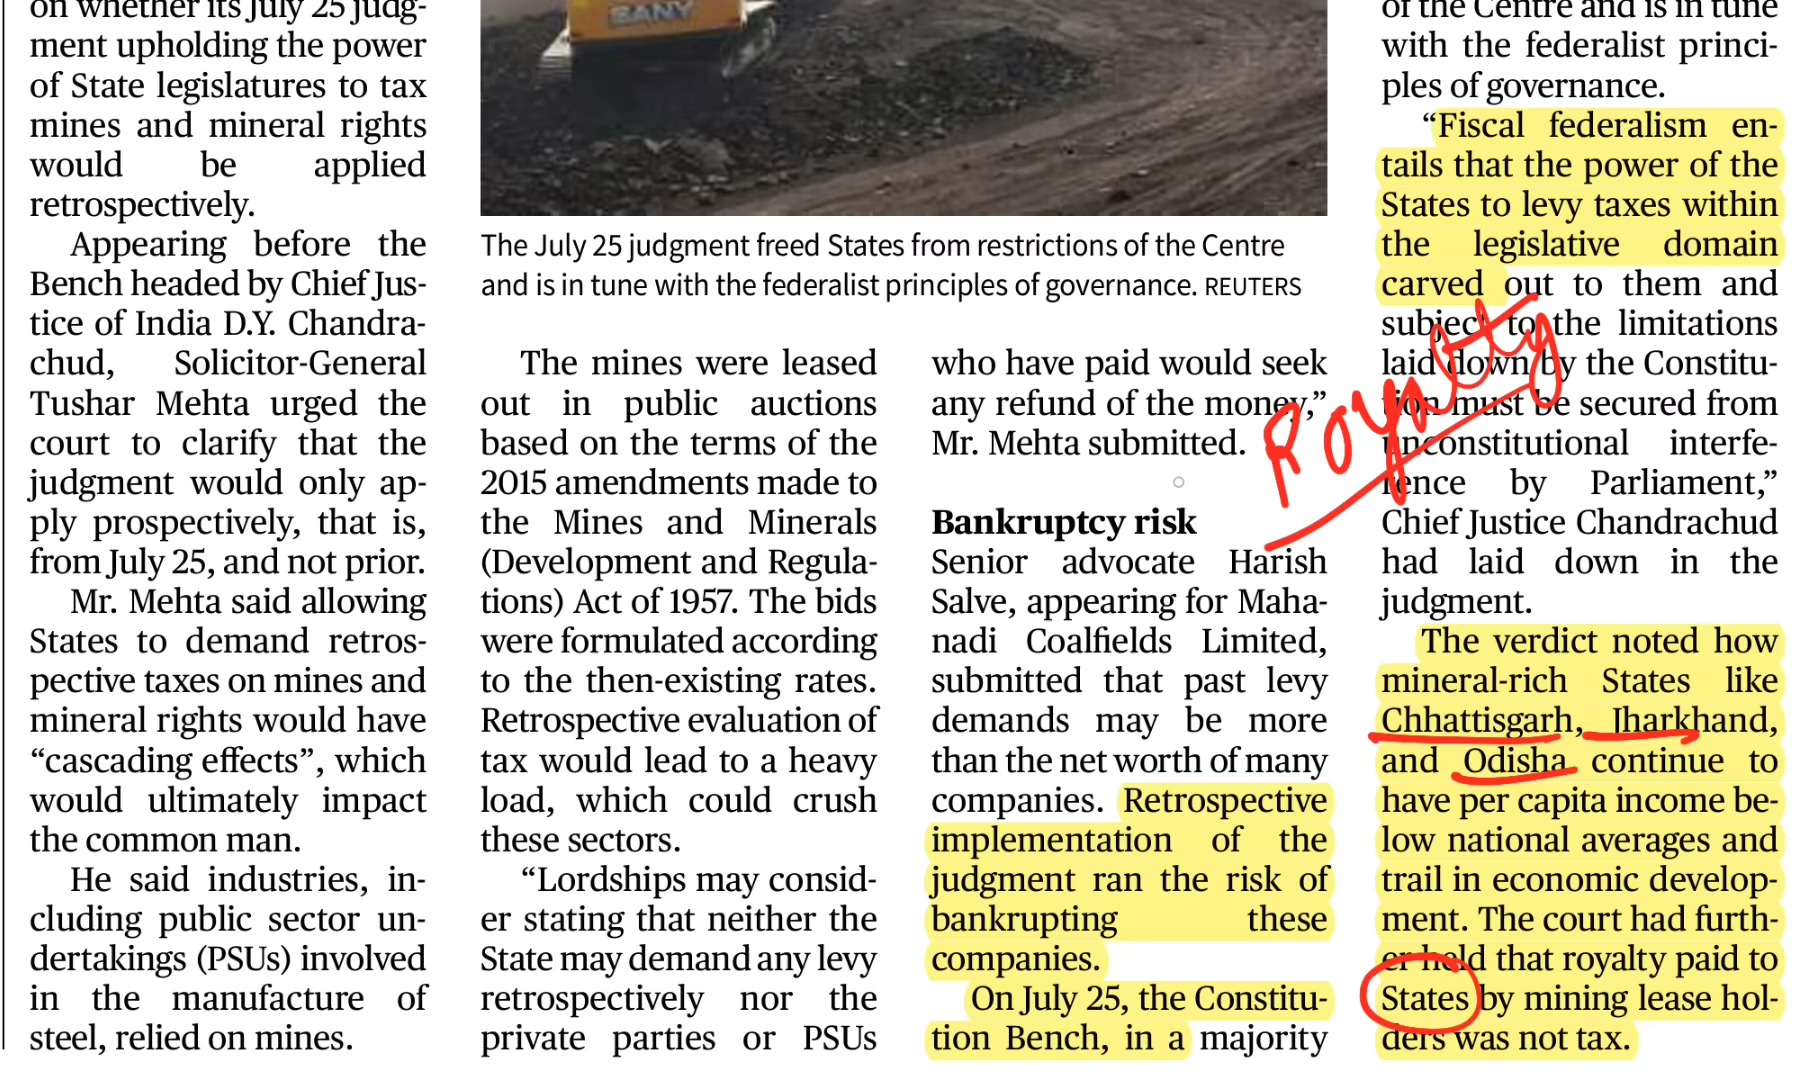 on whether its July 25 judg-
ment upholding the power
of State legislatures to tax
mines and mineral rights
would be applied
retrospectively.
Appearing before the
Bench headed by Chief Jus-
tice of India D.Y. Chandra-
chud, Solicitor-General
Tushar Mehta urged the
court to clarify that the
judgment would only ap-
ply prospectively, that is,
from July 25, and not prior.
Mr. Mehta said allowing
States to demand retros-
pective taxes on mines and
mineral rights would have
“cascading effects”, which
would ultimately impact
the common man.
He said industries, in-
cluding public sector un-
dertakings (PSUs) involved
in the manufacture of
steel, relied on mines.
SANY
The July 25 judgment freed States from restrictions of the Centre
and is in tune with the federalist principles of governance. REUTERS
The mines were leased
out in public auctions
based on the terms of the
2015 amendments made to
the Mines and Minerals
(Development and Regula-
tions) Act of 1957. The bids
were formulated according
to the then-existing rates.
Retrospective evaluation of
tax would lead to a heavy
load, which could crush
these sectors.
“Lordships may consid-
er stating that neither the
State may demand any levy
retrospectively nor the
private parties or PSUs
who have paid would seek
any refund of the money,”
Mr. Mehta submitted.
Bankruptcy risk
Senior advocate Harish
Salve, appearing for Maha-
nadi Coalfields Limited,
submitted that past levy
demands may be more
than the net worth of many
companies. Retrospective
implementation of the
judgment ran the risk of
bankrupting these
companies.
On July 25, the Constitu-
tion Bench, in a majority
of the Centre and is in tune
with the federalist princi-
ples of governance.
“Fiscal federalism en-
tails that the power of the
States to levy taxes within
the legislative domain
carved out to them and
subject to the limitations
laid down by the Constitu-
tion must be secured from
unconstitutional interfe-
rence by Parliament,”
Chief Justice Chandrachud
had laid down in the
judgment.
The verdict noted how
mineral-rich States like
Chhattisgarh, Jharkhand,
and Odisha continue to
have per capita income be-
low national averages and
trail in economic develop-
ment. The court had furth-
er held that royalty paid to
States by mining lease hol-
ders was not tax.
Royalty